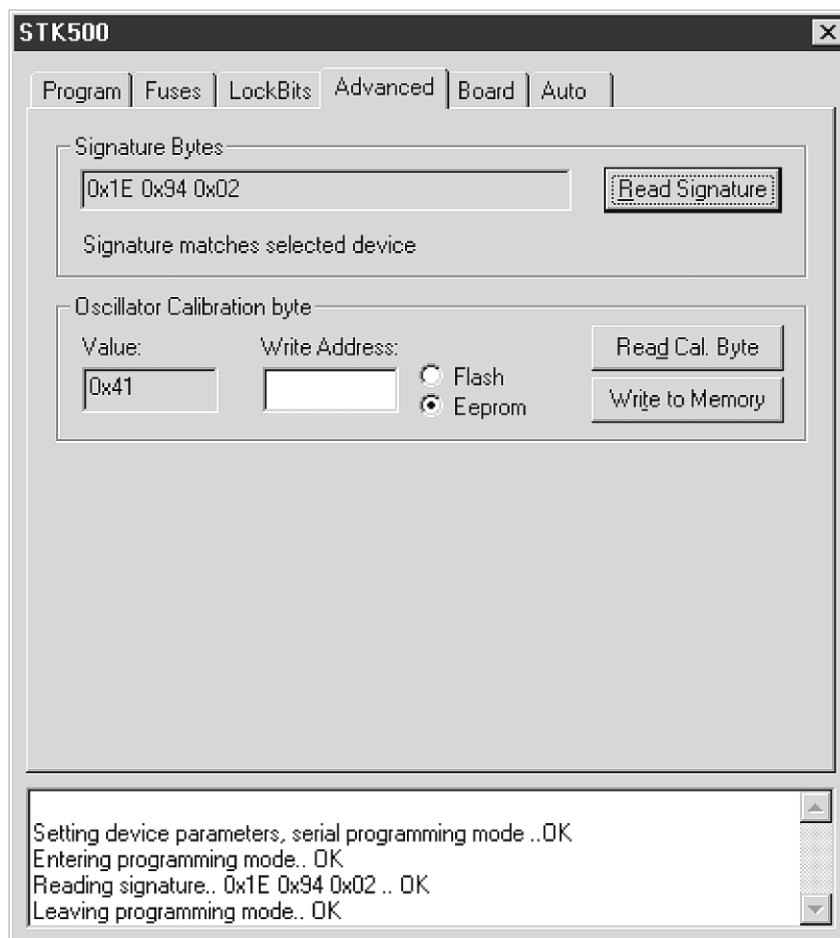 STK500
Program Fuses LockBits Advanced Board Auto
Signature Bytes
0x1E 0x94 0x02
Read Signature
Signature matches selected device
Oscillator Calibration byte
Value:
Write Address:
Read Cal. Byte
0x41
Flash
Eeprom
Write to Memory
Setting device parameters, serial programming mode ..OK
Entering programming mode.. OK
Reading signature.. 0x1E 0x94 0x02 .. OK
Leaving programming mode.. OK